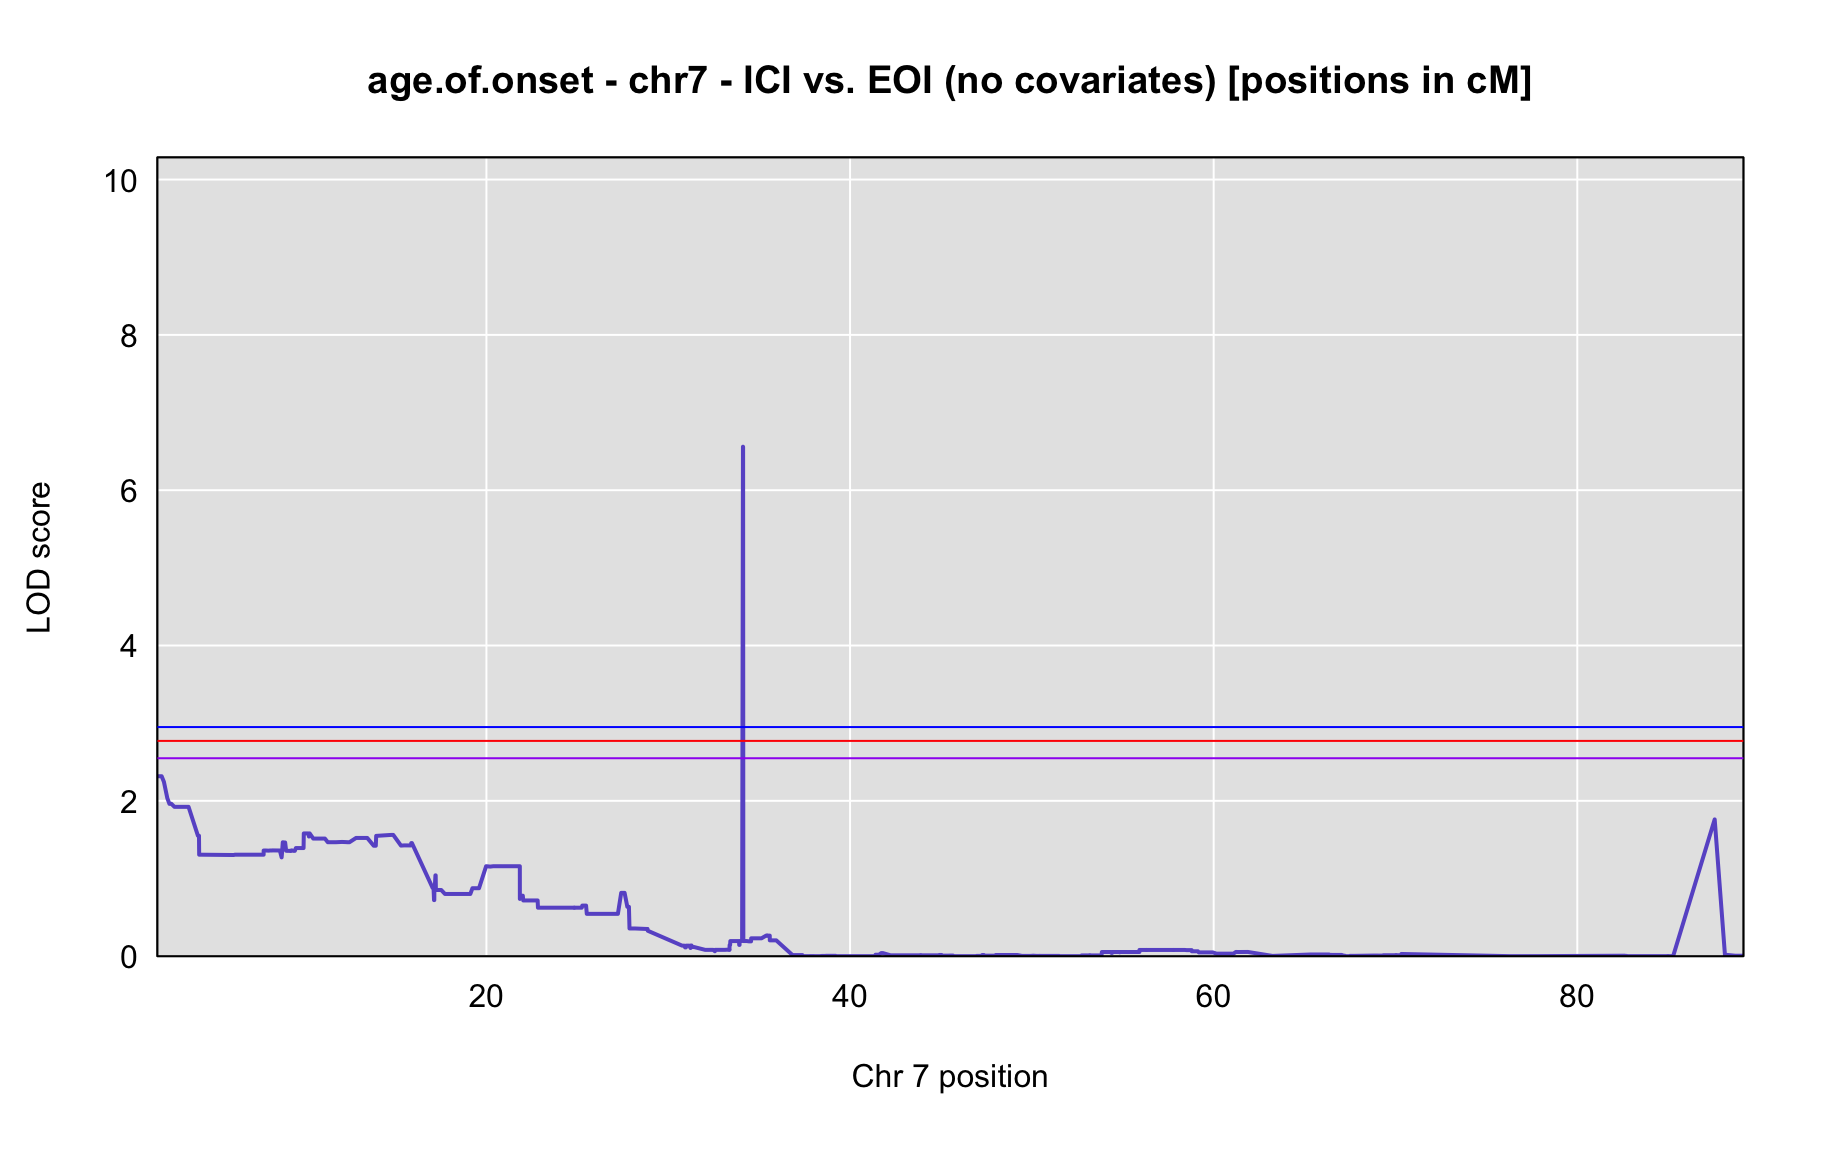 age.of.onset - chr7 - ICI vs. EOI (no covariates) [positions in cM]
10
8
6
4
2
0
LOD score
20 40 60 80
Chr 7 position